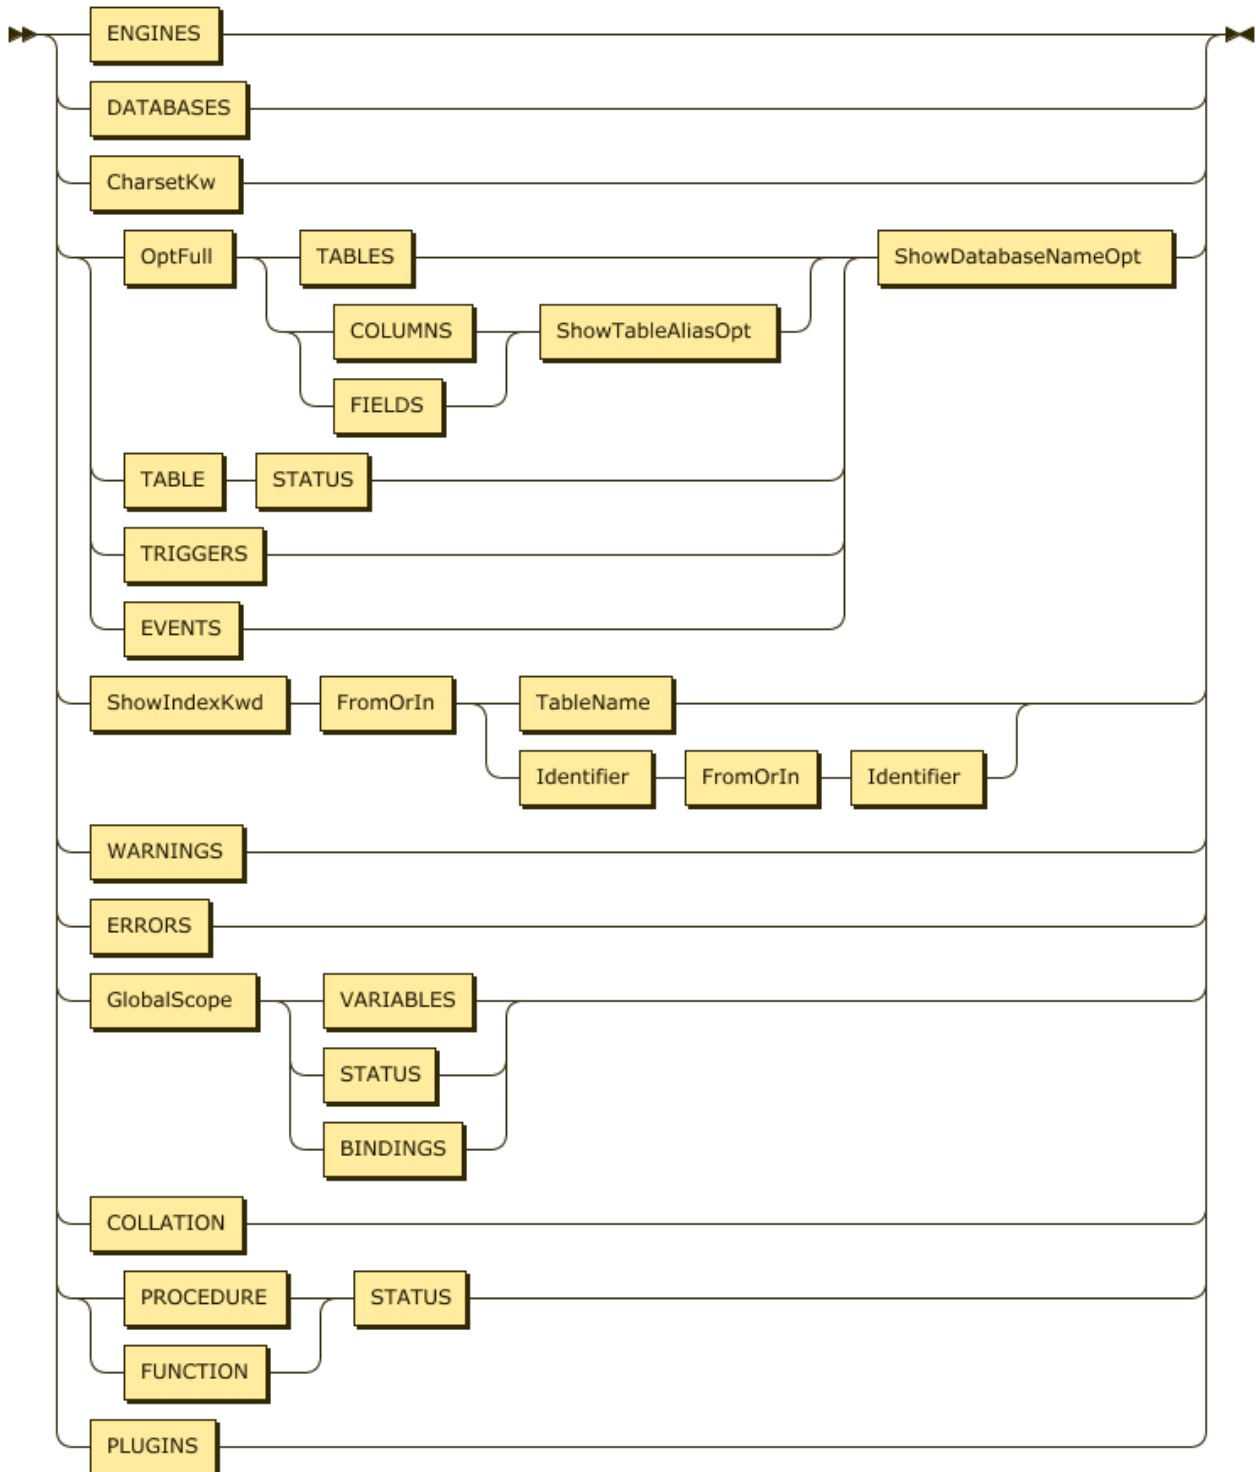 ENGINES
DATABASES
CharsetKw
OptFull TABLES ShowDatabaseNameOpt
COLUMNS ShowTableAliasOpt
FIELDS
TABLE STATUS
TRIGGERS
EVENTS
ShowIndexKwd FromOrIn TableName
Identifier FromOrIn Identifier
WARNINGS
ERRORS
GlobalScope VARIABLES
STATUS
BINDINGS
COLLATION
PROCEDURE STATUS
FUNCTION
PLUGINS